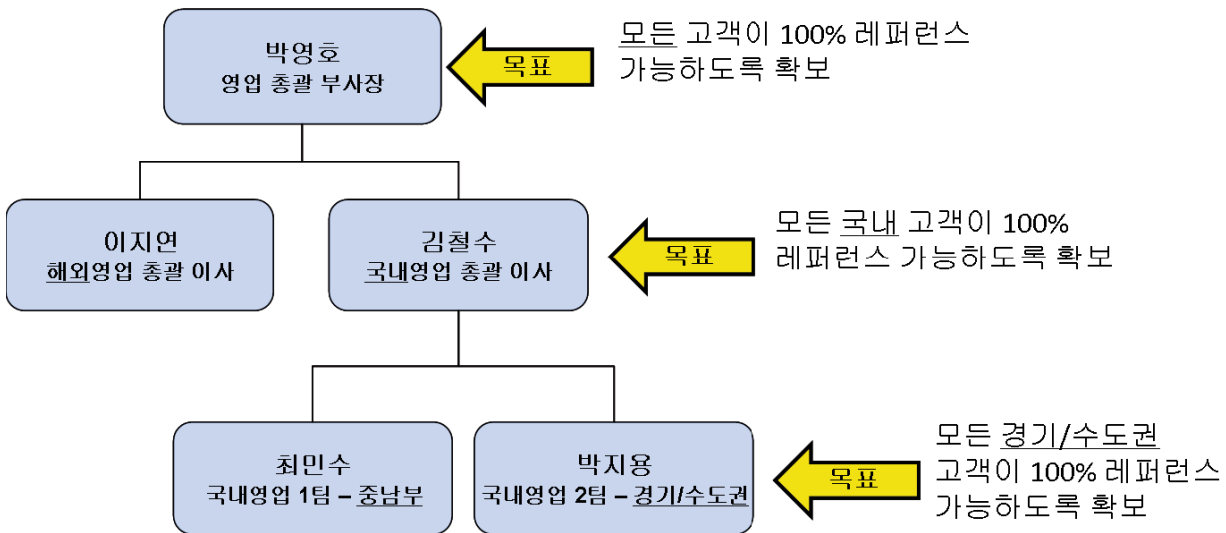 박영호
영업 총괄 부사장
목표
모든 고객이 100% 레퍼런스
가능하도록 확보
이지연
해외영업 총괄 이사
김철수
국내영업 총괄 이사
목표
모든 국내 고객이 100%
레퍼런스 가능하도록 확보
최민수
국내영업 1팀 – 중남부
박지용
국내영업 2팀 – 경기/수도권
목표
모든 경기/수도권
고객이 100% 레퍼런스
가능하도록 확보